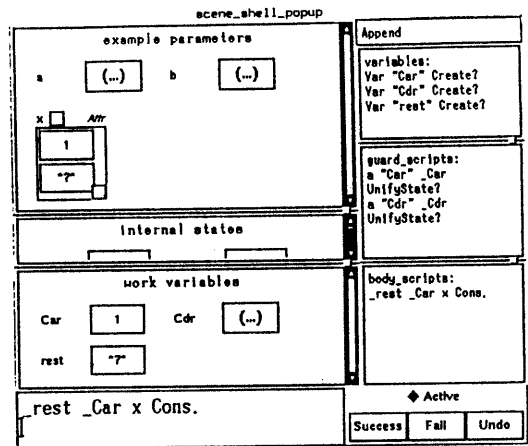 scene_shell_popup
example parameters
a (...) b (...)
x Attr
1
"?"
internal states
work variables
Car 1 Cdr (...)
rest "?"
_rest _Car x Cons.
Append
variables:
Var "Car" Create?
Var "Cdr" Create?
Var "rest" Create?
guard_scripts:
a "Car" _Car
UnifyState?
a "Cdr" _Cdr
UnifyState?
body_scripts:
_rest _Car x Cons.
Active
Success Fail Undo